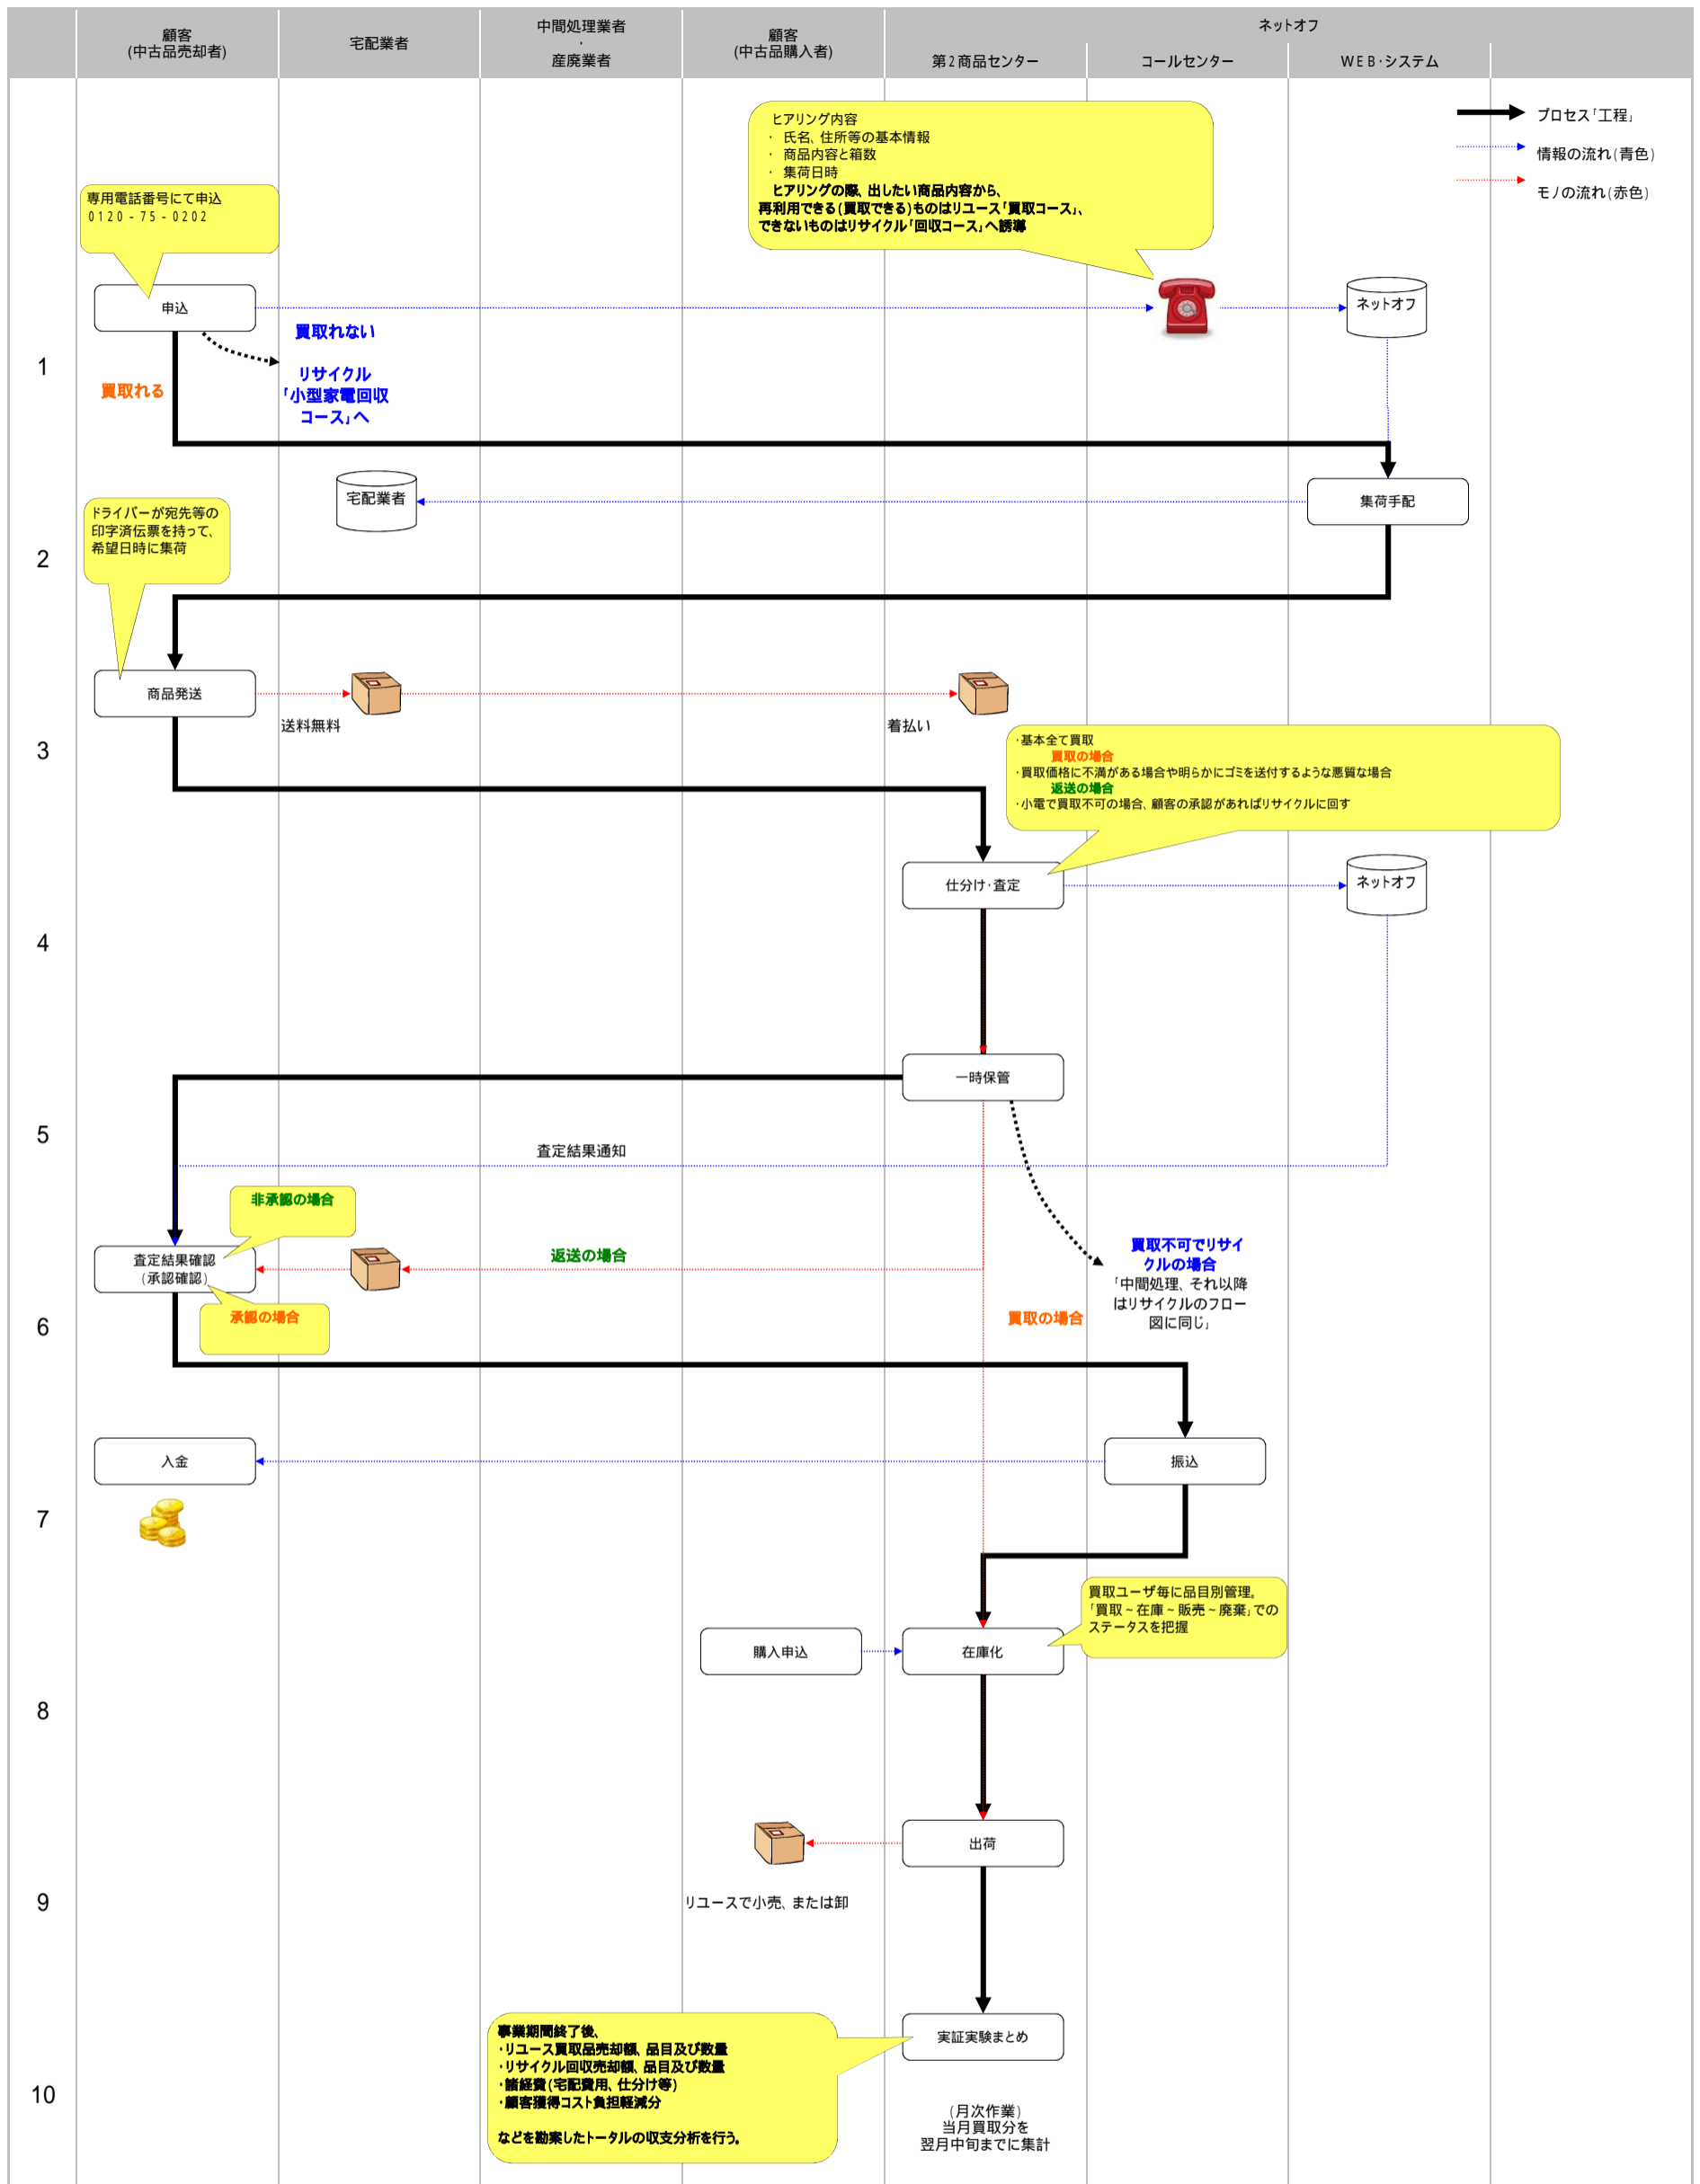 顧客
(中古品売却者)
宅配業者
中間処理業者
・
産廃業者
顧客
(中古品購入者)
ネットオフ
第2商品センター
コールセンター
WEB・システム
プロセス「工程」
情報の流れ(青色)
モノの流れ(赤色)
ヒアリング内容
・ 氏名、住所等の基本情報
・ 商品内容と箱数
・ 集荷日時
ヒアリングの際、出したい商品内容から、
再利用できる(買取できる)ものはリユース「買取コース」、
できないものはリサイクル「回収コース」へ誘導
専用電話番号にて申込
0120-75-0202
申込
ネットオフ
買取れない
リサイクル
「小型家電回収
コース」へ
1
買取れる
宅配業者
集荷手配
ドライバーが宛先等の
印字済伝票を持って、
希望日時に集荷
2
商品発送
送料無料
着払い
3
・基本全て買取
買取の場合
・買取価格に不満がある場合や明らかにゴミを送付するような悪質な場合
返送の場合
・小電で買取不可の場合、顧客の承認があればリサイクルに回す
仕分け・査定
ネットオフ
4
一時保管
5
査定結果通知
非承認の場合
査定結果確認
(承認確認)
返送の場合
買取不可でリサイ
クルの場合
「中間処理、それ以降
はリサイクルのフロー
図に同じ」
承認の場合
買取の場合
6
入金
振込
7
買取ユーザ毎に品目別管理。
「買取~在庫~販売~廃棄」での
ステータスを把握
購入申込
在庫化
8
出荷
9
リユースで小売、または卸
事業期間終了後、
・リユース買取品売却額、品目及び数量
・リサイクル回収売却額、品目及び数量
・諸経費(宅配費用、仕分け等)
・顧客獲得コスト負担軽減分
などを勘案したトータルの収支分析を行う。
実証実験まとめ
10
(月次作業)
当月買取分を
翌月中旬までに集計